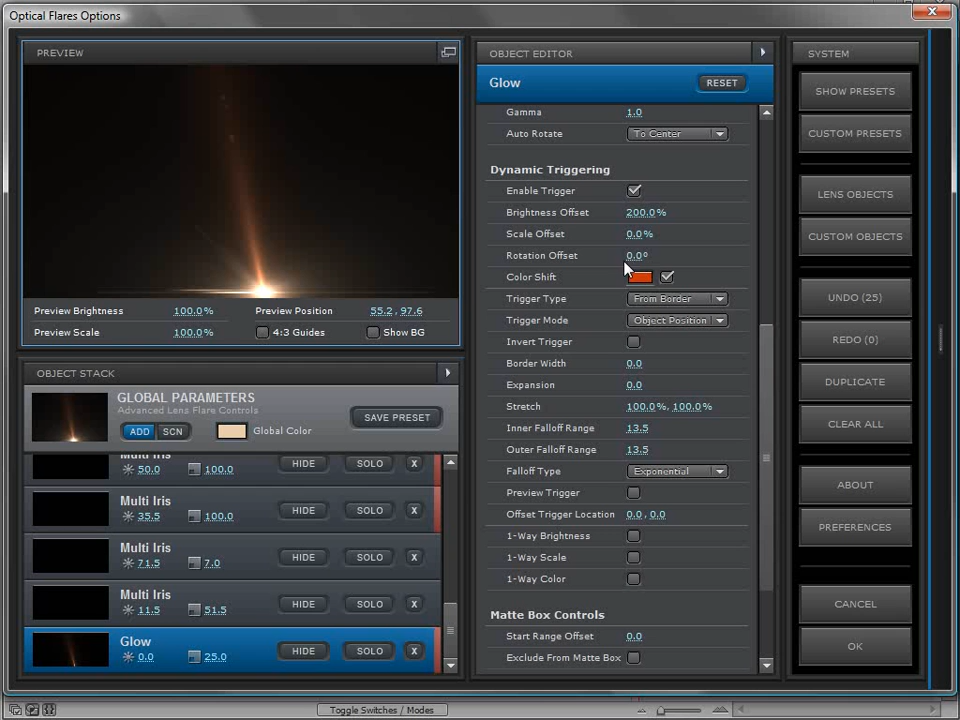 Optical Flares Options
PREVIEW
Preview Brightness 100.0% Preview Position 55.2 , 97.6
Preview Scale 100.0% 4:3 Guides Show BG
OBJECT STACK
GLOBAL PARAMETERS
Advanced Lens Flare Controls
SAVE PRESET
ADD SCN Global Color
Multi Iris
50.0 100.0 HIDE SOLO X
Multi Iris
35.5 100.0 HIDE SOLO X
Multi Iris
71.5 7.0 HIDE SOLO X
Multi Iris
11.5 51.5 HIDE SOLO X
Glow
0.0 25.0 HIDE SOLO X
OBJECT EDITOR
Glow RESET
Gamma 1.0
Auto Rotate To Center
Dynamic Triggering
Enable Trigger
Brightness Offset 200.0%
Scale Offset 0.0%
Rotation Offset 0.0°
Color Shift
Trigger Type From Border
Trigger Mode Object Position
Invert Trigger
Border Width 0.0
Expansion 0.0
Stretch 100.0%, 100.0%
Inner Falloff Range 13.5
Outer Falloff Range 13.5
Falloff Type Exponential
Preview Trigger
Offset Trigger Location 0.0 , 0.0
1-Way Brightness
1-Way Scale
1-Way Color
Matte Box Controls
Start Range Offset 0.0
Exclude From Matte Box
SYSTEM
SHOW PRESETS
CUSTOM PRESETS
LENS OBJECTS
CUSTOM OBJECTS
UNDO (25)
REDO (0)
DUPLICATE
CLEAR ALL
ABOUT
PREFERENCES
CANCEL
OK
Toggle Switches / Modes